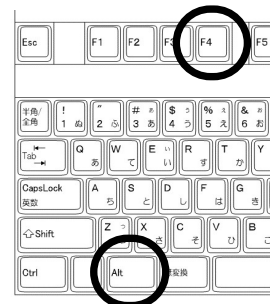 Esc F1 F2 F3 F4 F5
半角/全角 ! 1 ぬ " 2 ふ # ぁ 3 あ $ ぅ 4 う % ぇ 5 え & ぉ 6 お
Tab Q た W て E ぃ い R す T か Y
CapsLock 英数 A ち S と D し F は G き
Shift Z っ X さ C そ V ひ B こ
Ctrl Alt 無変換